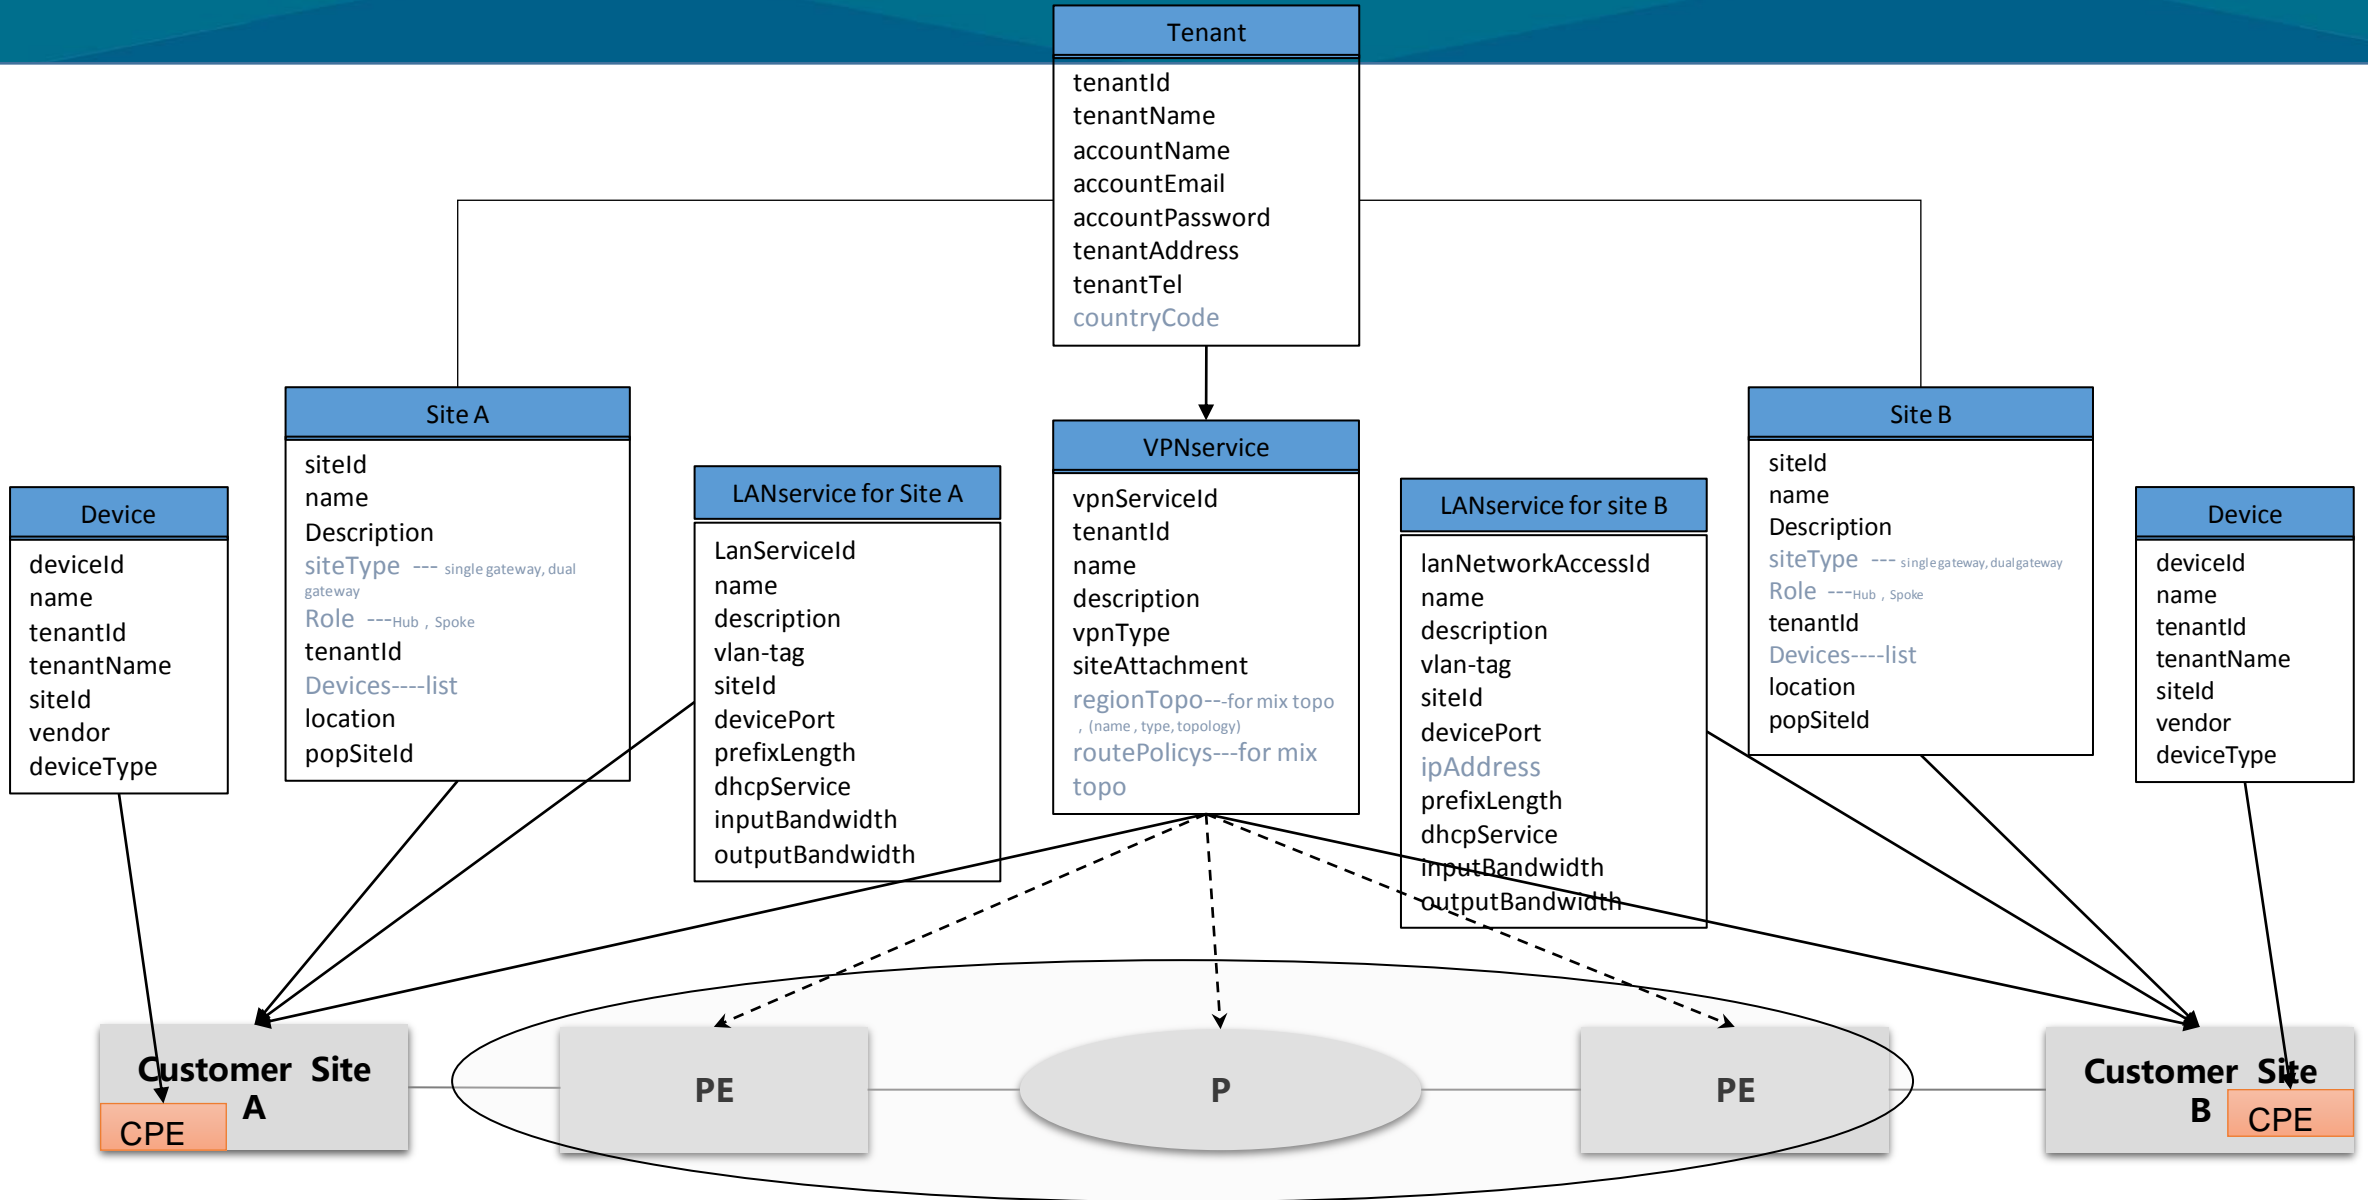 Tenant
tenantId
tenantName
accountName
accountEmail
accountPassword
tenantAddress
tenantTel
countryCode
Site A
siteId
name
Description
siteType --- single gateway, dual
gateway
Role ---Hub , Spoke
tenantId
Devices----list
location
popSiteId
Device
deviceId
name
tenantId
tenantName
siteId
vendor
deviceType
LANservice for Site A
LanServiceId
name
description
vlan-tag
siteId
devicePort
prefixLength
dhcpService
inputBandwidth
outputBandwidth
VPNservice
vpnServiceId
tenantId
name
description
vpnType
siteAttachment
regionTopo---for mix topo
, (name , type, topology)
routePolicys---for mix
topo
LANservice for site B
lanNetworkAccessId
name
description
vlan-tag
siteId
devicePort
ipAddress
prefixLength
dhcpService
inputBandwidth
outputBandwidth
Site B
siteId
name
Description
siteType --- single gateway, dual gateway
Role ---Hub , Spoke
tenantId
Devices----list
location
popSiteId
Device
deviceId
name
tenantId
tenantName
siteId
vendor
deviceType
Customer Site
A
CPE
PE
P
PE
Customer Site
B
CPE